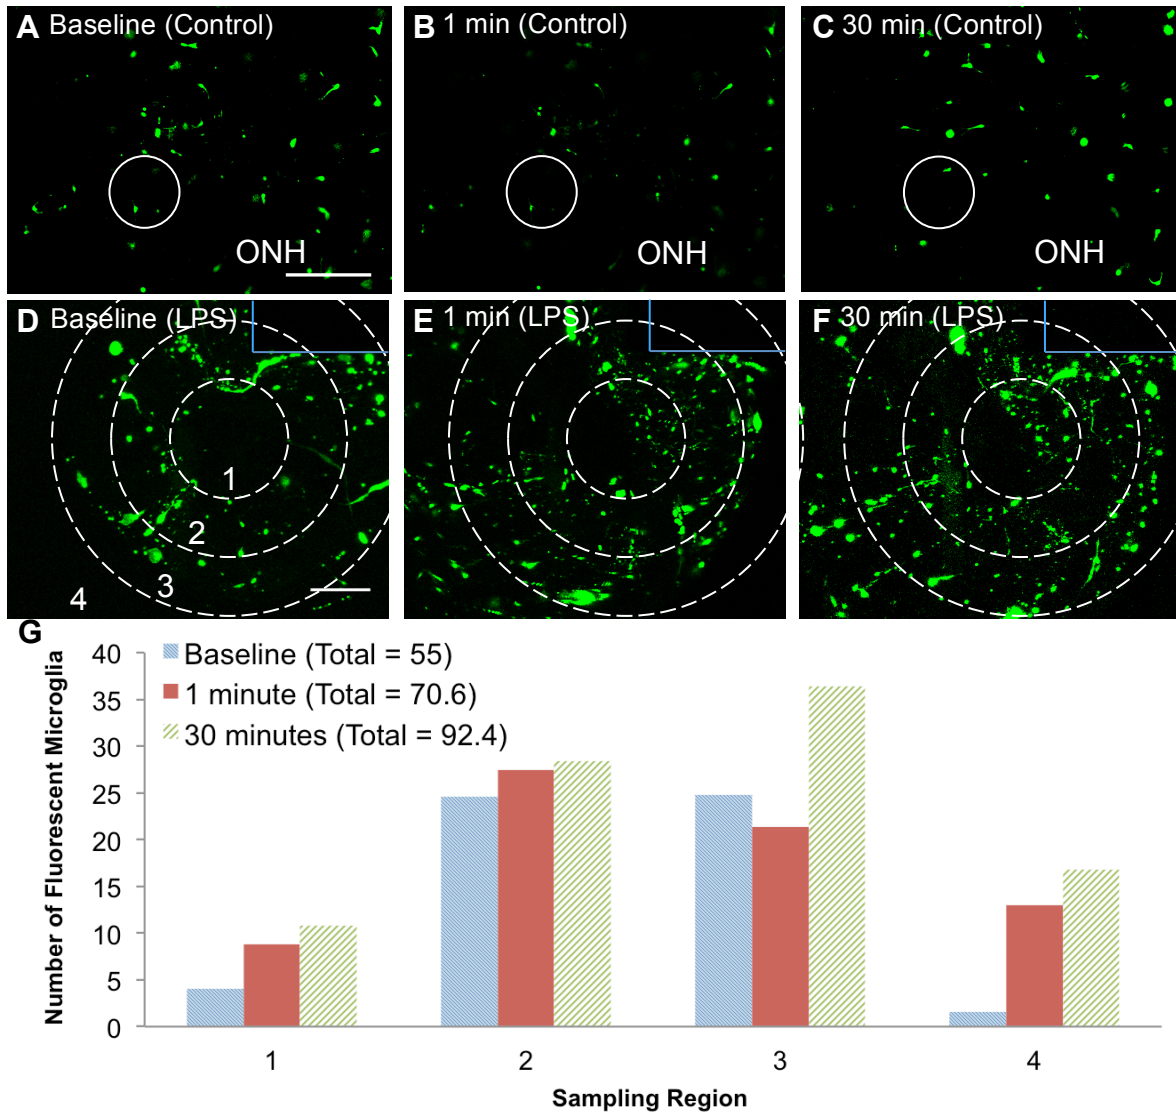 A Baseline (Control)
B 1 min (Control)
C 30 min (Control)
ONH
ONH
ONH
D Baseline (LPS)
E 1 min (LPS)
F 30 min (LPS)
1
2
3
4
G
Number of Fluorescent Microglia
40
35
30
25
20
15
10
5
0
Baseline (Total = 55)
1 minute (Total = 70.6)
30 minutes (Total = 92.4)
1 2 3 4
Sampling Region